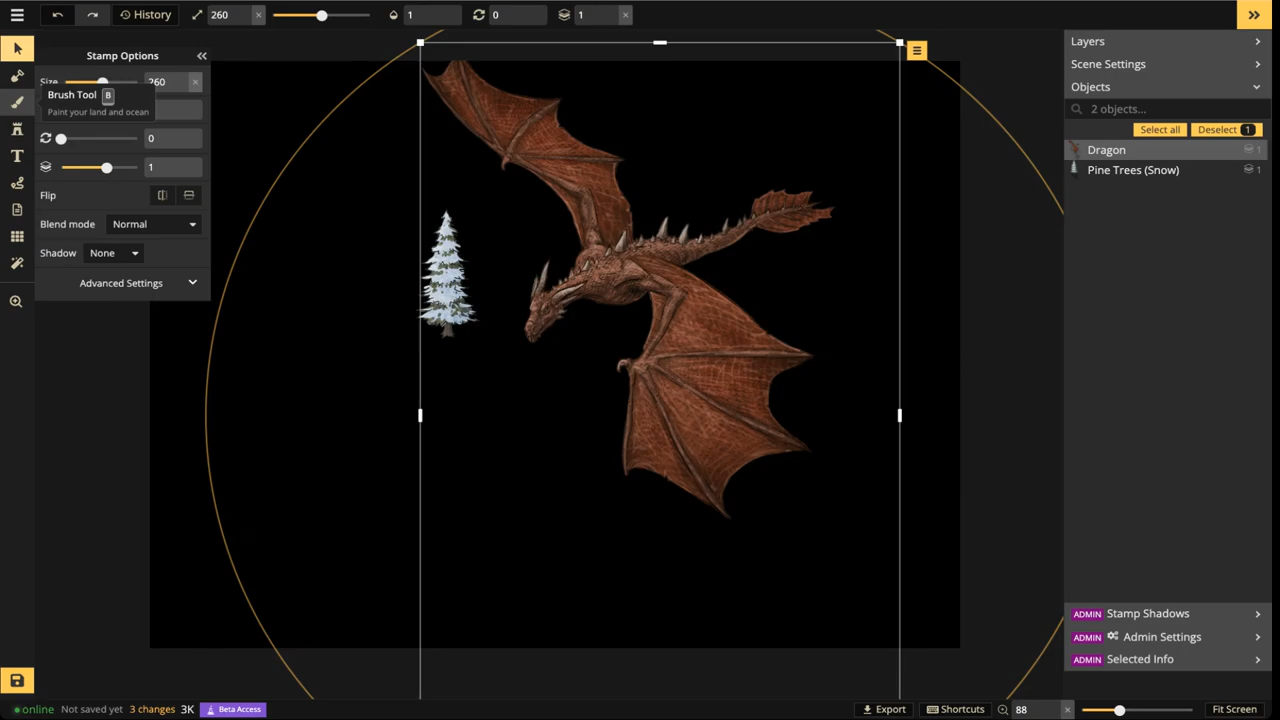 History 260 × 1 0 1 ×
Stamp Options
Size 260 ×
Brush Tool B
Paint your land and ocean
0
1
Flip
Blend mode Normal
Shadow None
Advanced Settings
Layers
Scene Settings
Objects
2 objects...
Select all Deselect 1
Dragon 1
Pine Trees (Snow) 1
ADMIN Stamp Shadows
ADMIN Admin Settings
ADMIN Selected Info
online Not saved yet 3 changes 3K Beta Access Export Shortcuts 88 × Fit Screen